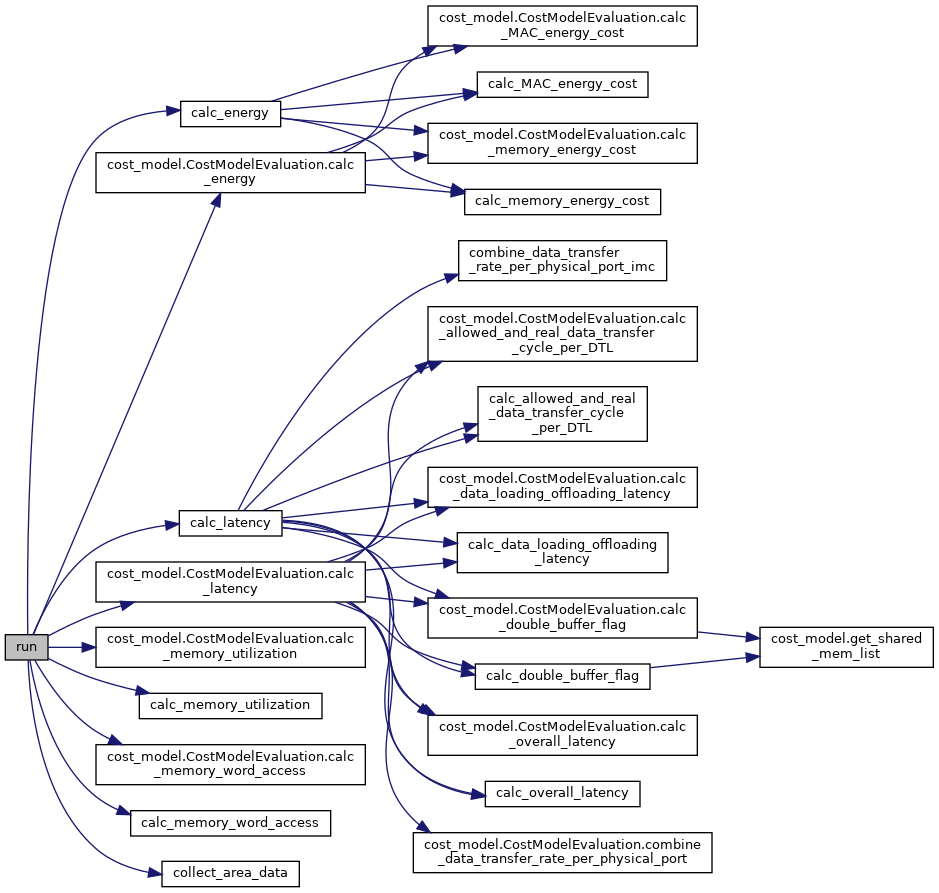 cost_model.CostModelEvaluation.calc
_MAC_energy_cost
calc_MAC_energy_cost
calc_energy
cost_model.CostModelEvaluation.calc
_memory_energy_cost
cost_model.CostModelEvaluation.calc
_energy
calc_memory_energy_cost
combine_data_transfer
_rate_per_physical_port_imc
cost_model.CostModelEvaluation.calc
_allowed_and_real_data_transfer
_cycle_per_DTL
calc_allowed_and_real
_data_transfer_cycle
_per_DTL
cost_model.CostModelEvaluation.calc
_data_loading_offloading_latency
calc_latency
calc_data_loading_offloading
_latency
cost_model.CostModelEvaluation.calc
_latency
cost_model.CostModelEvaluation.calc
_double_buffer_flag
run
cost_model.CostModelEvaluation.calc
_memory_utilization
cost_model.get_shared
_mem_list
calc_double_buffer_flag
calc_memory_utilization
cost_model.CostModelEvaluation.calc
_overall_latency
cost_model.CostModelEvaluation.calc
_memory_word_access
calc_overall_latency
calc_memory_word_access
cost_model.CostModelEvaluation.combine
_data_transfer_rate_per_physical_port
collect_area_data